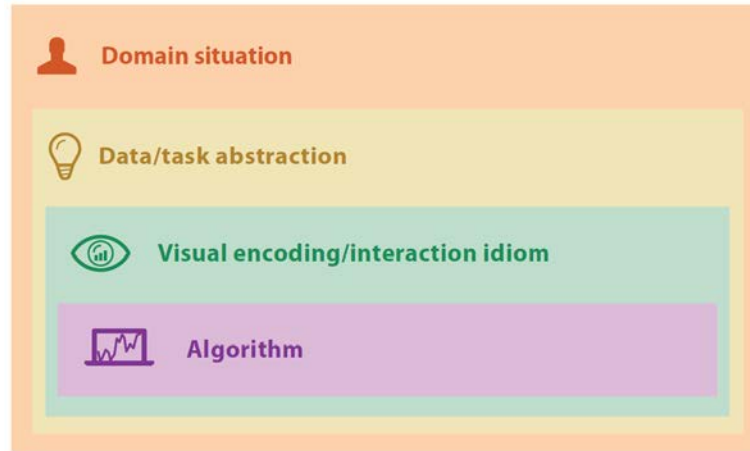 Domain situation
Data/task abstraction
Visual encoding/interaction idiom
Algorithm